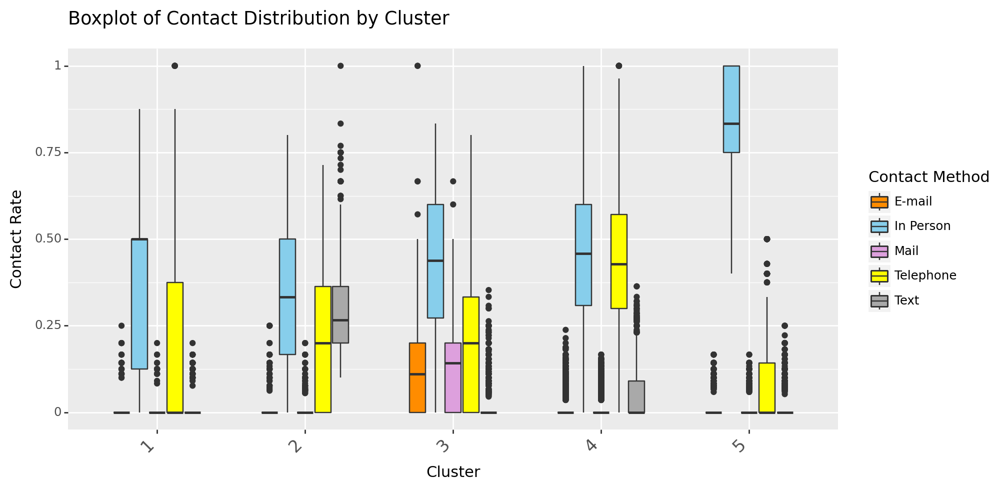 Boxplot of Contact Distribution by Cluster
1
0.75
0.50
0.25
0
Contact Rate
1
2
3
4
5
Cluster
Contact Method
E-mail
In Person
Mail
Telephone
Text